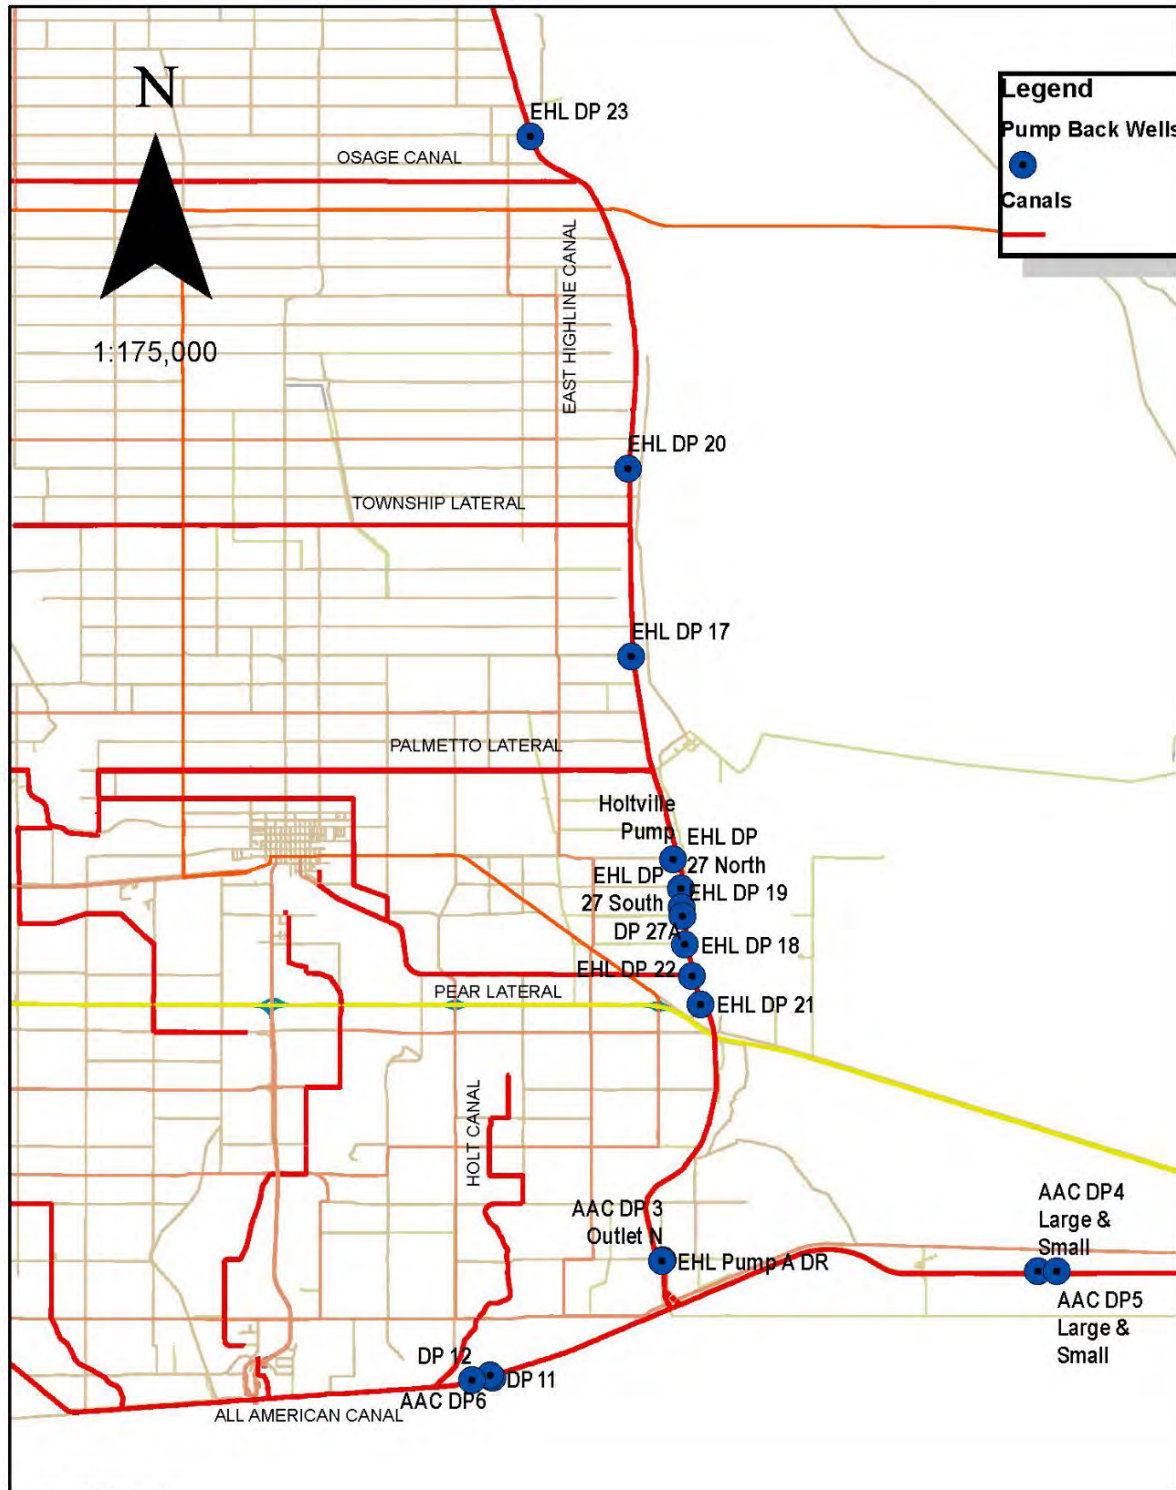 N
1:175,000
Legend
Pump Back Wells
Canals
EHL DP 23
OSAGE CANAL
EAST HIGHLINE CANAL
EHL DP 20
TOWNSHIP LATERAL
EHL DP 17
PALMETTO LATERAL
Holtville
Pump
EHL DP
27 North
EHL DP
27 South
EHL DP 19
DP 27A
EHL DP 18
EHL DP 22
PEAR LATERAL
EHL DP 21
HOLT CANAL
AAC DP 3
Outlet N
EHL Pump A DR
AAC DP4
Large &
Small
AAC DP5
Large &
Small
DP 12
DP 11
AAC DP6
ALL AMERICAN CANAL